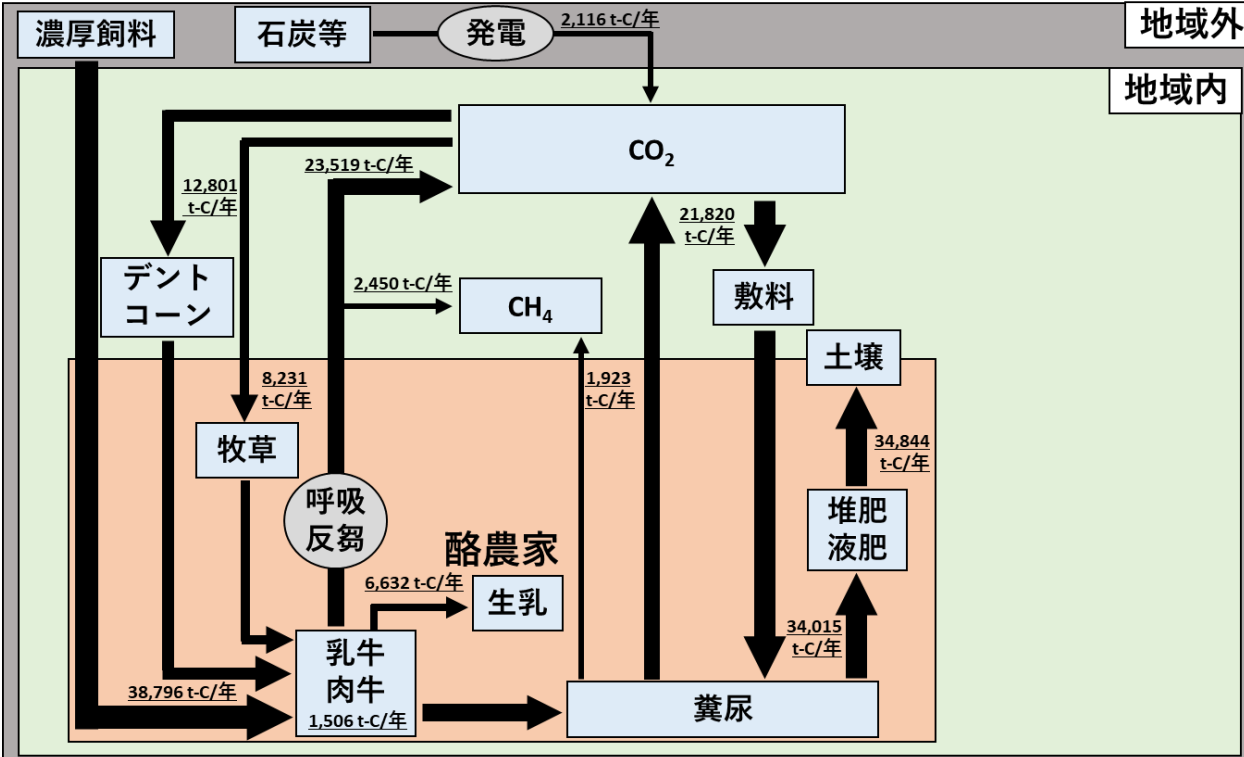 濃厚飼料
石炭等
発電
2,116 t-C/年
地域外
地域内
CO₂
23,519 t-C/年
12,801
t-C/年
21,820
t-C/年
デント
コーン
2,450 t-C/年
CH₄
敷料
土壌
8,231
t-C/年
1,923
t-C/年
牧草
34,844
t-C/年
呼吸
反芻
堆肥
液肥
酪農家
6,632 t-C/年
生乳
34,015
t-C/年
乳牛
肉牛
1,506 t-C/年
38,796 t-C/年
糞尿